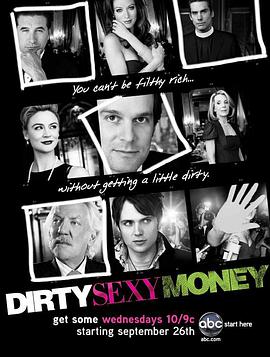 You can't be filthy rich...
without getting a little dirty.
DIRTY SEXY MONEY
get some wednesdays 10/9c
starting september 26th
abc start here
abc.com